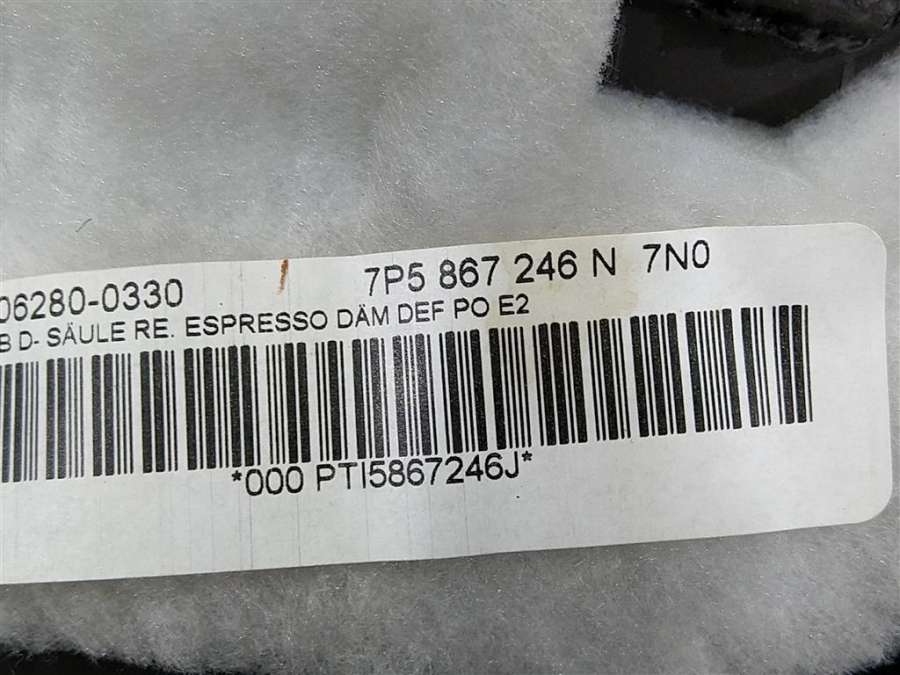 06280-0330 7P5 867 246 N 7N0
B D- SÄULE RE. ESPRESSO DÄM DEF PO E2
*000 PTI5867246J*